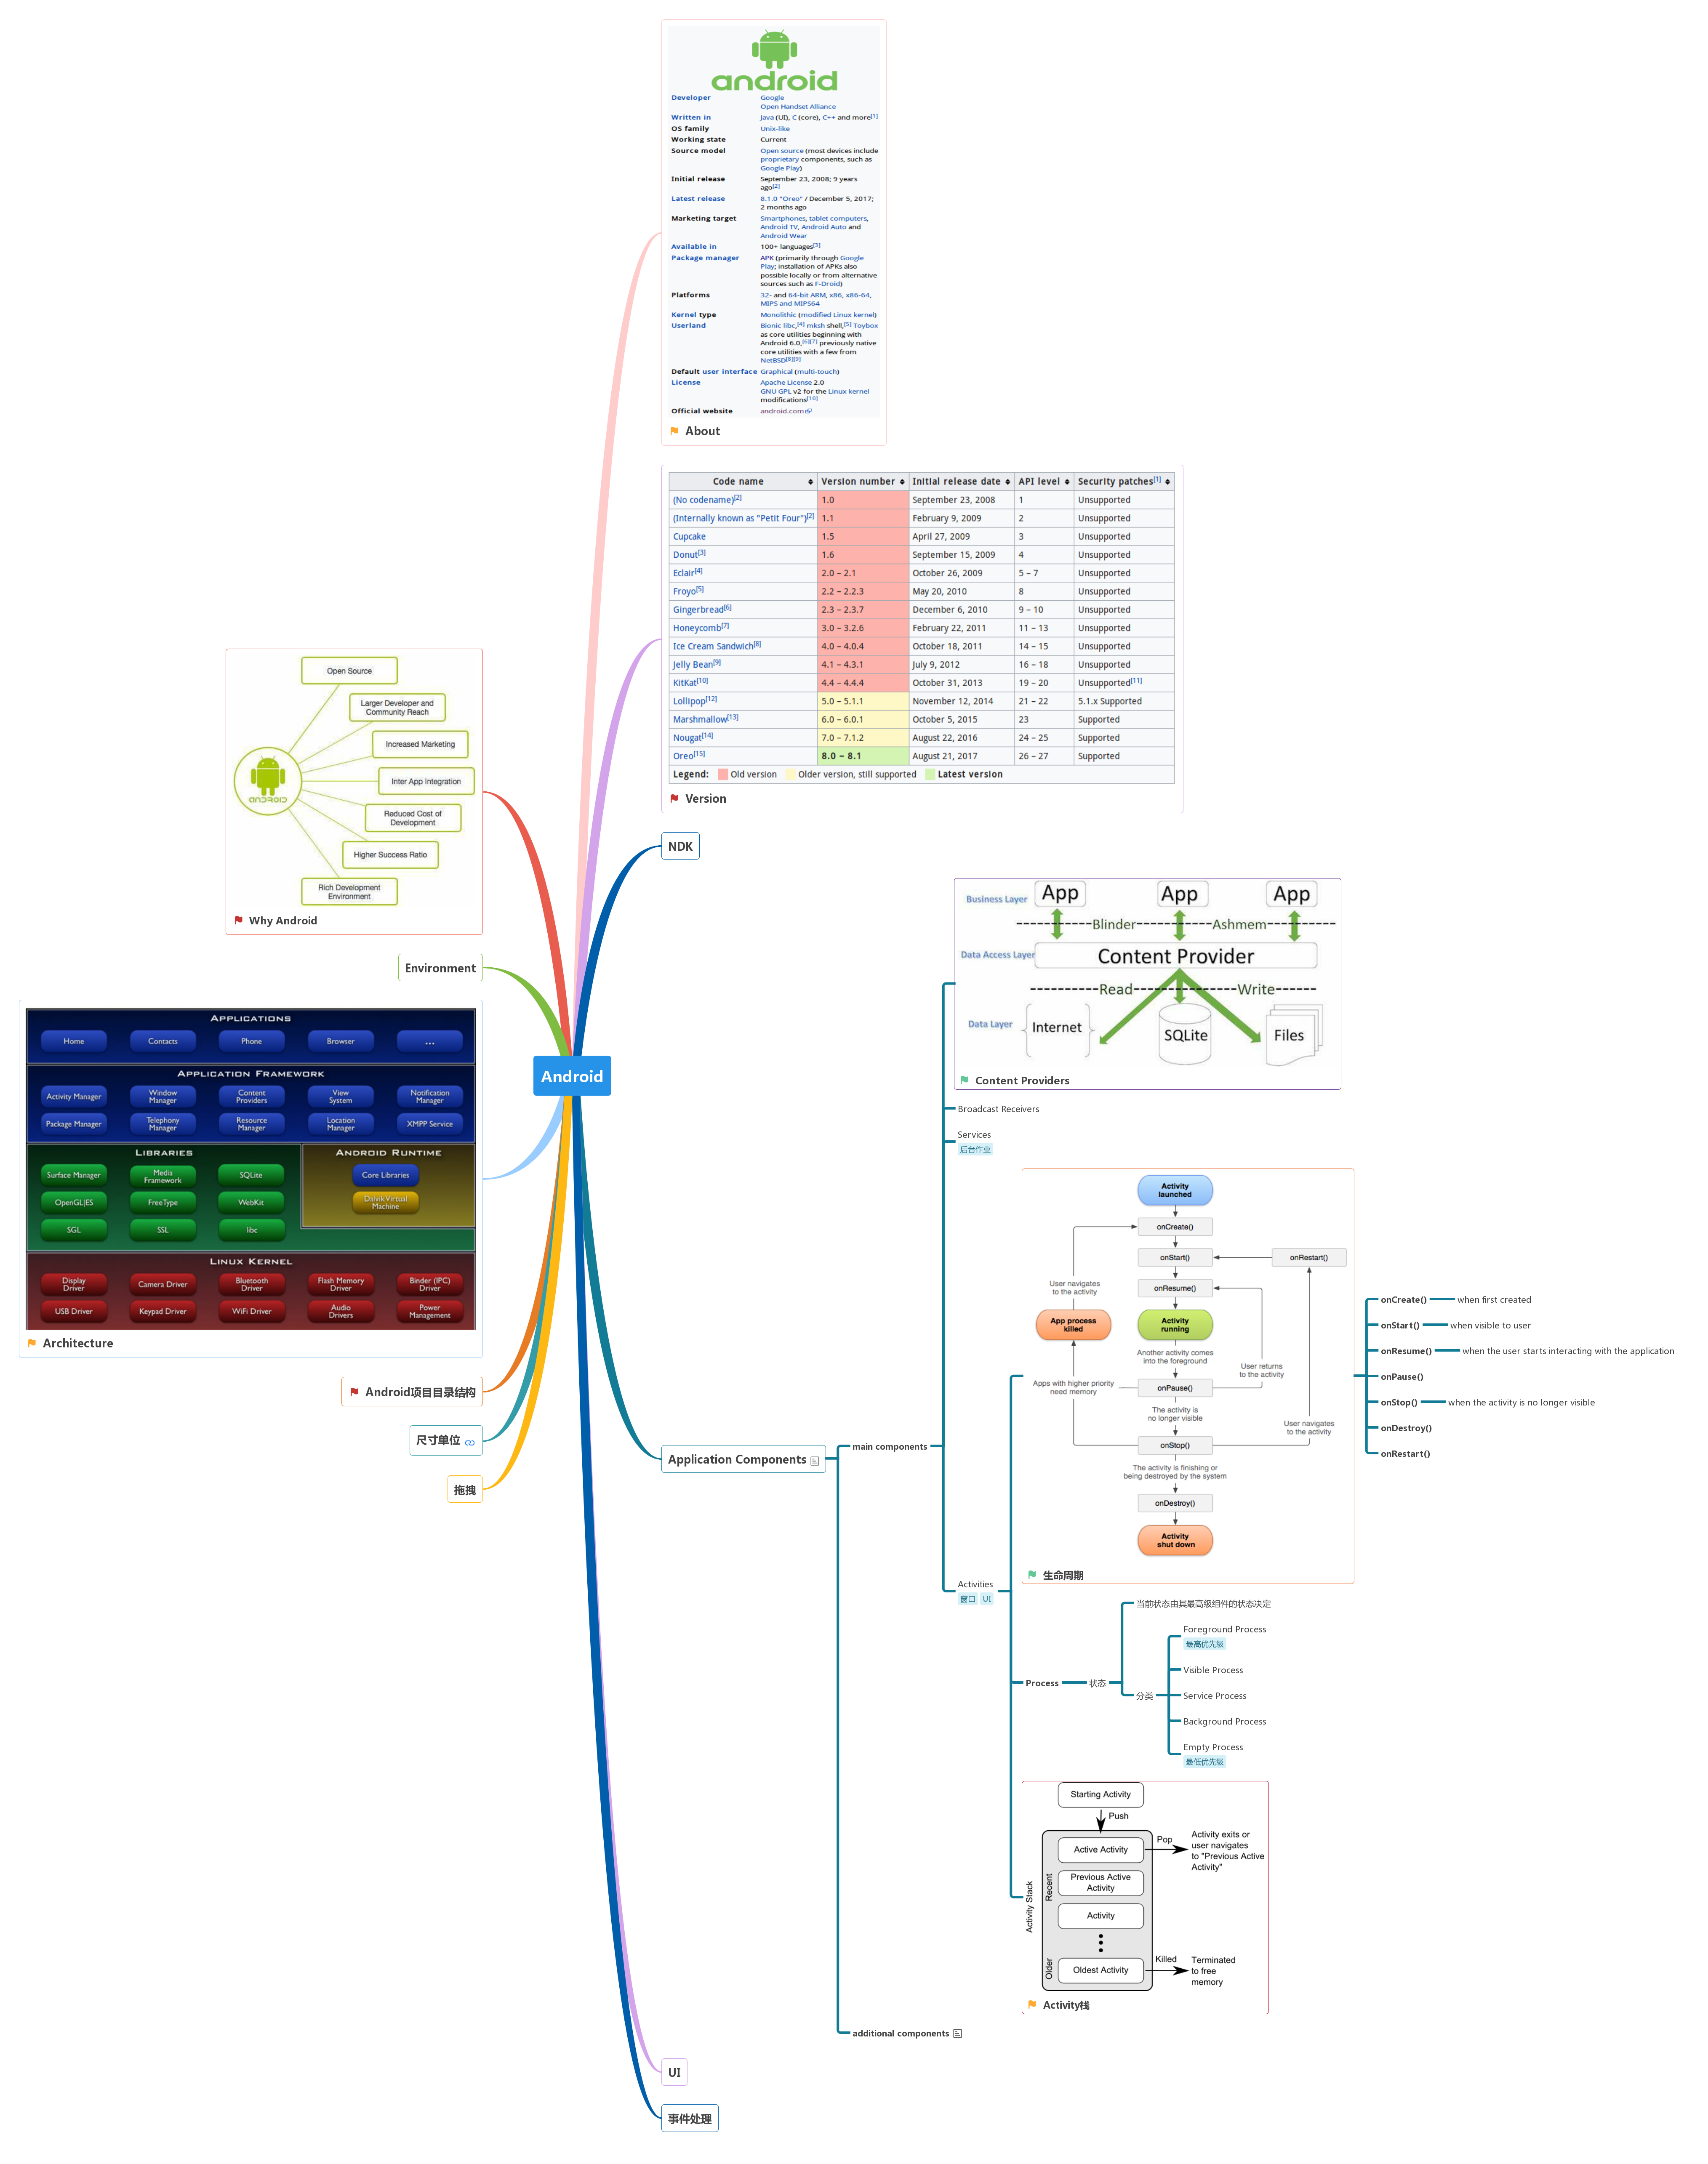 android
Developer Google
Open Handset Alliance
Written in Java (UI), C (core), C++ and more[1]
OS family Unix-like
Working state Current
Source model Open source (most devices include
proprietary components, such as
Google Play)
Initial release September 23, 2008; 9 years
ago[2]
Latest release 8.1.0 "Oreo" / December 5, 2017;
2 months ago
Marketing target Smartphones, tablet computers,
Android TV, Android Auto and
Android Wear
Available in 100+ languages[3]
Package manager APK (primarily through Google
Play; installation of APKs also
possible locally or from alternative
sources such as F-Droid)
Platforms 32- and 64-bit ARM, x86, x86-64,
MIPS and MIPS64
Kernel type Monolithic (modified Linux kernel)
Userland Bionic libc,[4] mksh shell,[5] Toybox
as core utilities beginning with
Android 6.0,[6][7] previously native
core utilities with a few from
NetBSD[8][9]
Default user interface Graphical (multi-touch)
License Apache License 2.0
GNU GPL v2 for the Linux kernel
modifications[10]
Official website android.com
About
Code name Version number Initial release date API level Security patches[1]
(No codename)[2] 1.0 September 23, 2008 1 Unsupported
(Internally known as "Petit Four")[2] 1.1 February 9, 2009 2 Unsupported
Cupcake 1.5 April 27, 2009 3 Unsupported
Donut[3] 1.6 September 15, 2009 4 Unsupported
Eclair[4] 2.0 – 2.1 October 26, 2009 5 – 7 Unsupported
Froyo[5] 2.2 – 2.2.3 May 20, 2010 8 Unsupported
Gingerbread[6] 2.3 – 2.3.7 December 6, 2010 9 – 10 Unsupported
Honeycomb[7] 3.0 – 3.2.6 February 22, 2011 11 – 13 Unsupported
Ice Cream Sandwich[8] 4.0 – 4.0.4 October 18, 2011 14 – 15 Unsupported
Jelly Bean[9] 4.1 – 4.3.1 July 9, 2012 16 – 18 Unsupported
KitKat[10] 4.4 – 4.4.4 October 31, 2013 19 – 20 Unsupported[11]
Lollipop[12] 5.0 – 5.1.1 November 12, 2014 21 – 22 5.1.x Supported
Marshmallow[13] 6.0 – 6.0.1 October 5, 2015 23 Supported
Nougat[14] 7.0 – 7.1.2 August 22, 2016 24 – 25 Supported
Oreo[15] 8.0 – 8.1 August 21, 2017 26 – 27 Supported
Legend: Old version Older version, still supported Latest version
Version
NDK
Open Source
Larger Developer and
Community Reach
Increased Marketing
Inter App Integration
Reduced Cost of
Development
Higher Success Ratio
Rich Development
Environment
ANDROID
Why Android
Environment
APPLICATIONS
Home Contacts Phone Browser ...
APPLICATION FRAMEWORK
Activity Manager
Window
Manager
Content
Providers
View
System
Notification
Manager
Package Manager
Telephony
Manager
Resource
Manager
Location
Manager
XMPP Service
LIBRARIES
Surface Manager
Media
Framework
SQLite
OpenGL|ES FreeType WebKit
SGL SSL libc
ANDROID RUNTIME
Core Libraries
Dalvik Virtual
Machine
LINUX KERNEL
Display
Driver
Camera Driver
Bluetooth
Driver
Flash Memory
Driver
Binder (IPC)
Driver
USB Driver
Keypad Driver
WiFi Driver
Audio
Drivers
Power
Management
Architecture
Android
Android项目目录结构
尺寸单位
拖拽
Application Components
main components
Business Layer
App App App
Blinder Ashmem
Data Access Layer
Content Provider
Read Write
Data Layer
Internet
SQLite
Files
Content Providers
Broadcast Receivers
Services
后台作业
Activities
窗口 UI
Activity
launched
onCreate()
onStart()
onRestart()
onResume()
User navigates
to the activity
App process
killed
Activity
running
Another activity comes
into the foreground
User returns
to the activity
Apps with higher priority
need memory
onPause()
The activity is
no longer visible
User navigates
to the activity
onStop()
The activity is finishing or
being destroyed by the system
onDestroy()
Activity
shut down
生命周期
onCreate() when first created
onStart() when visible to user
onResume() when the user starts interacting with the application
onPause()
onStop() when the activity is no longer visible
onDestroy()
onRestart()
Process
状态
当前状态由其最高级组件的状态决定
分类
Foreground Process
最高优先级
Visible Process
Service Process
Background Process
Empty Process
最低优先级
Starting Activity
Push
Activity Stack
Recent
Older
Active Activity
Pop
Activity exits or
user navigates
to "Previous Active
Activity"
Previous Active
Activity
Activity
Oldest Activity
Killed
Terminated
to free
memory
Activity栈
additional components
UI
事件处理